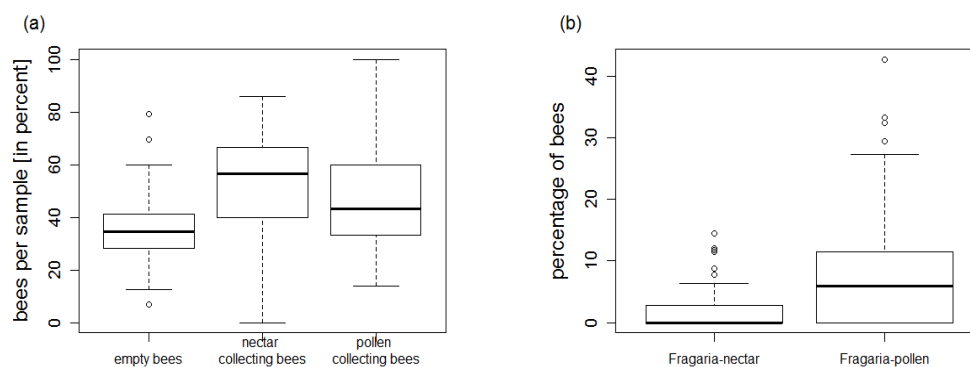 (a)
bees per sample [in percent]
100
80
60
40
20
0
empty bees
nectar
collecting bees
pollen
collecting bees
(b)
percentage of bees
40
30
20
10
0
Fragaria-nectar
Fragaria-pollen